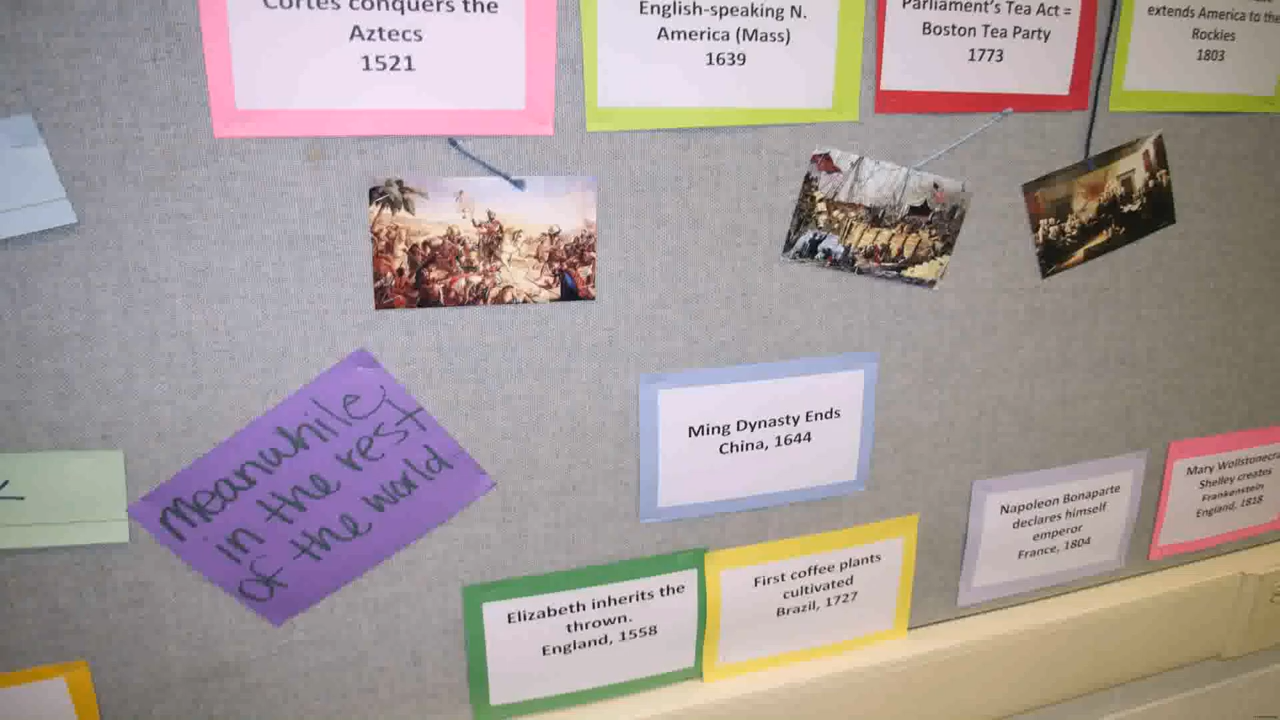 Cortes conquers the
Aztecs
1521
English-speaking N.
America (Mass)
1639
Parliament's Tea Act =
Boston Tea Party
1773
extends America to the
Rockies
1803
Meanwhile,
in the rest
of the world
Ming Dynasty Ends
China, 1644
Elizabeth inherits the
thrown.
England, 1558
First coffee plants
cultivated
Brazil, 1727
Napoleon Bonaparte
declares himself
emperor
France, 1804
Mary Wollstonecra
Shelley creates
Frankenstein
England, 1818